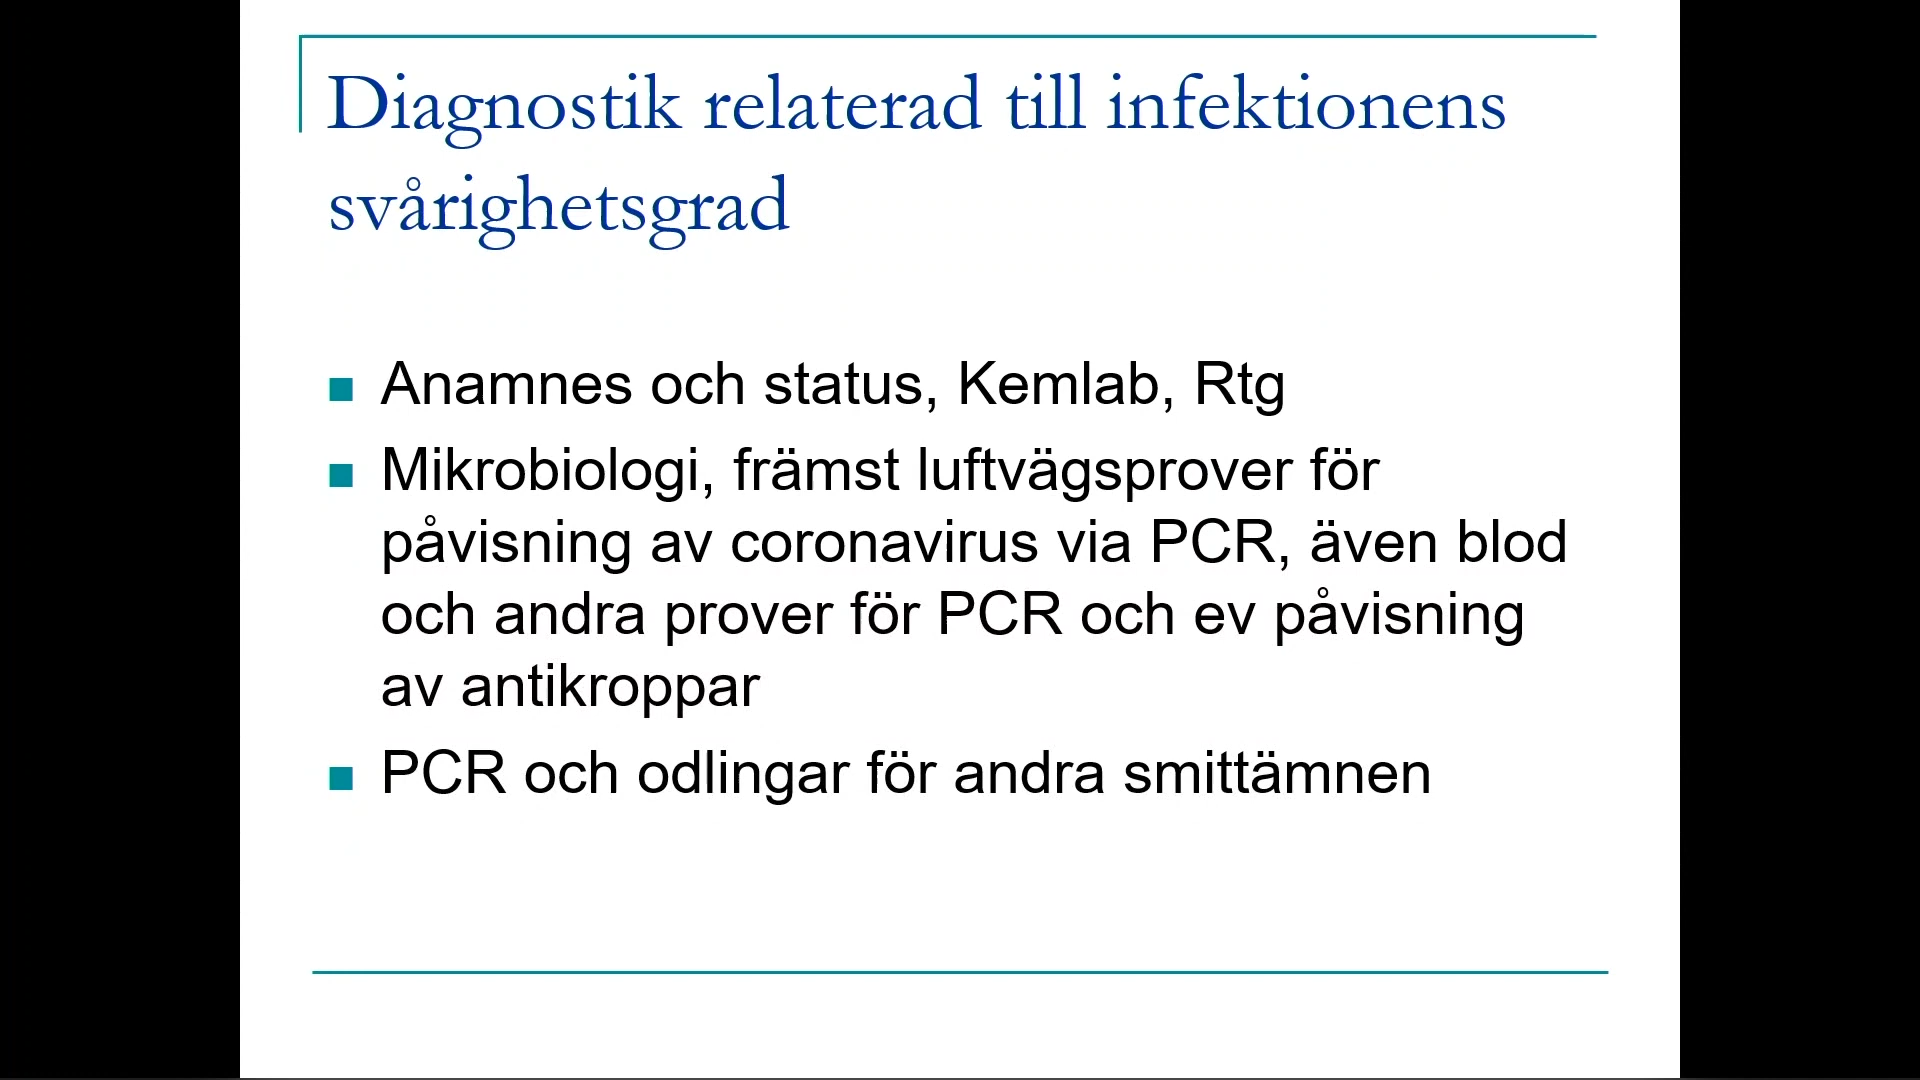 Diagnostik relaterad till infektionens
svårighetsgrad
Anamnes och status, Kemlab, Rtg
Mikrobiologi, främst luftvägsprover för
påvisning av coronavirus via PCR, även blod
och andra prover för PCR och ev påvisning
av antikroppar
PCR och odlingar för andra smittämnen